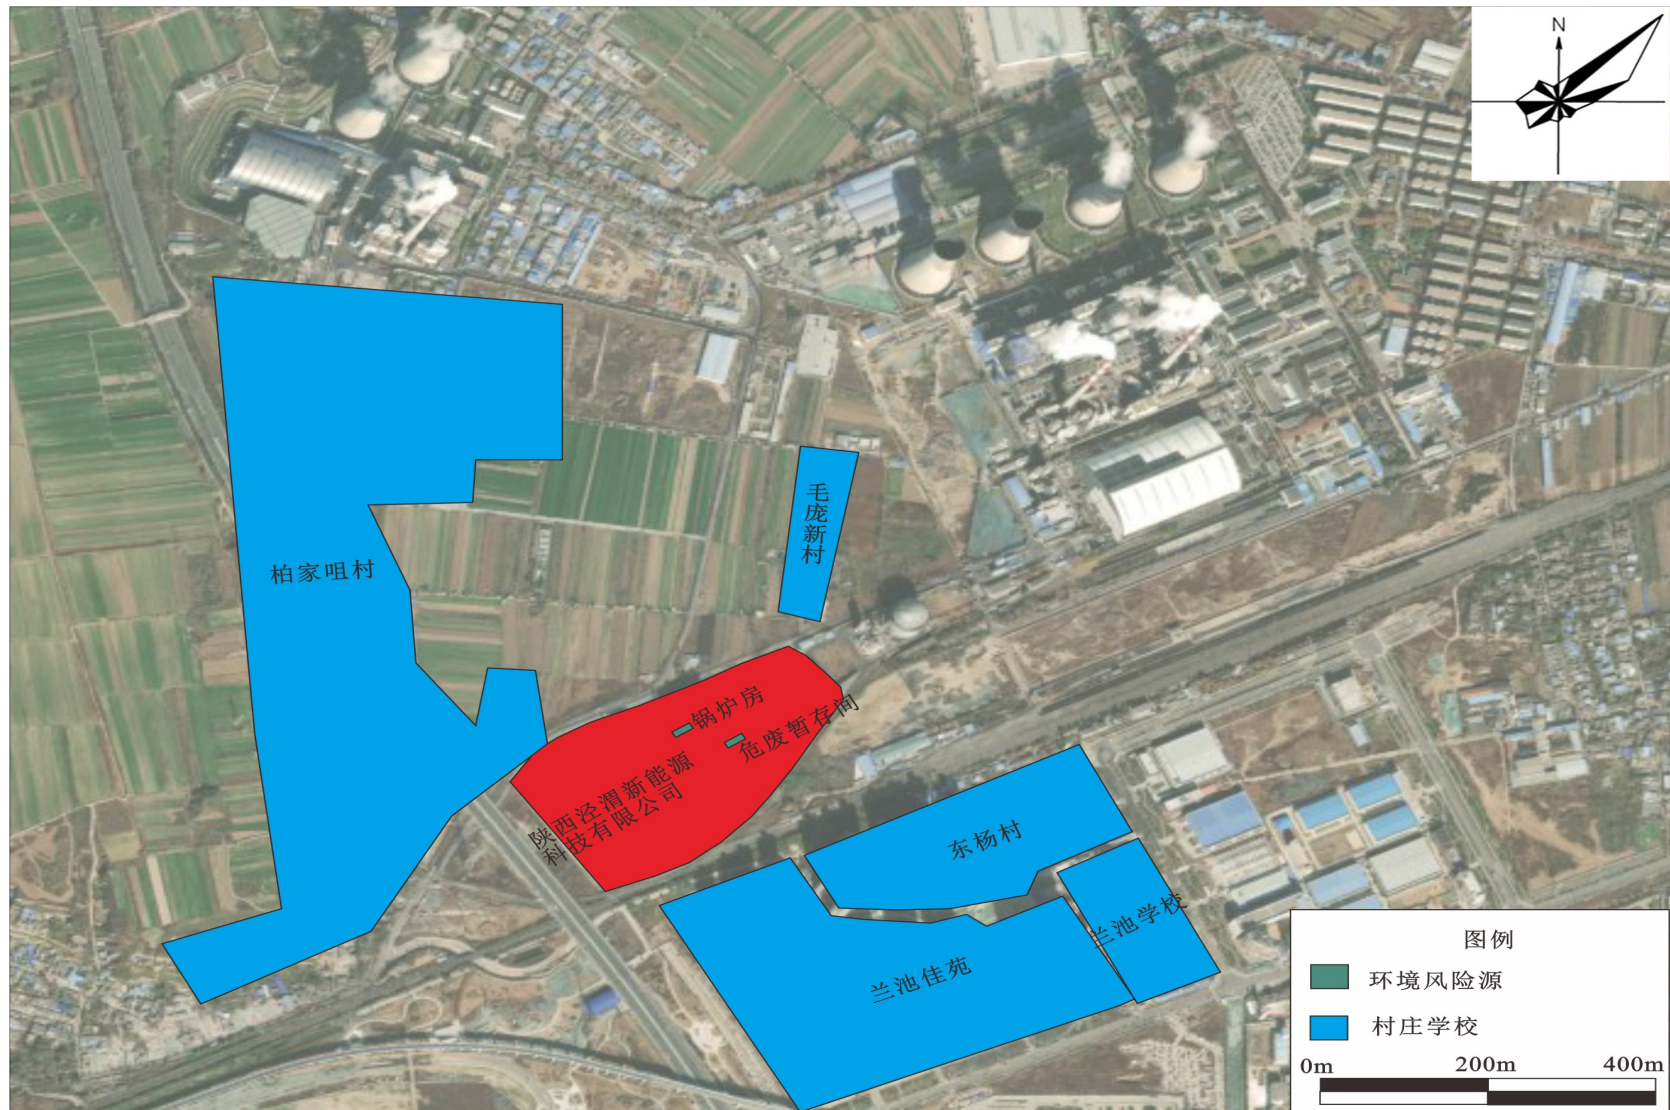 N
毛庞新村
柏家咀村
锅炉房
危废暂存间
陕西泾渭新能源
科技有限公司
东杨村
兰池学校
兰池佳苑
图例
环境风险源
村庄学校
0m 200m 400m